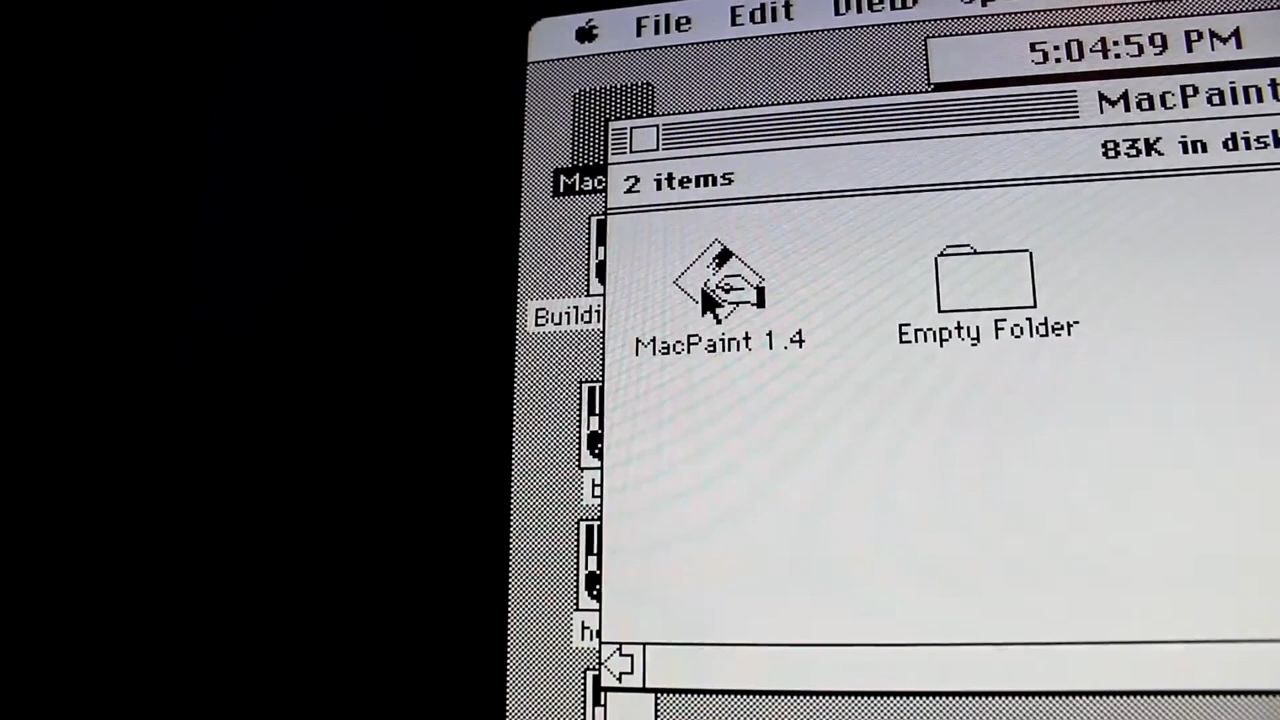 File Edit View
5:04:59 PM
MacPaint
83K in disk
2 items
Mac
MacPaint 1.4
Empty Folder
Buildi